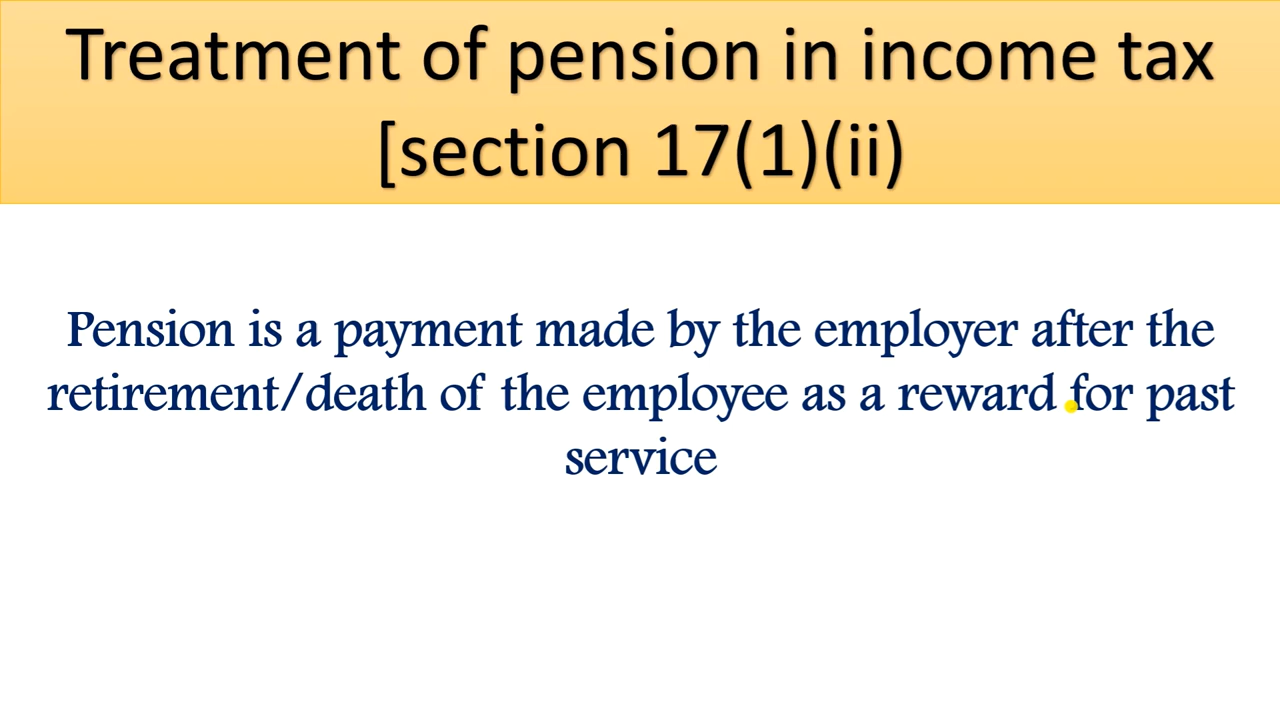 Treatment of pension in income tax
[section 17(1)(ii)
Pension is a payment made by the employer after the
retirement/death of the employee as a reward for past
service